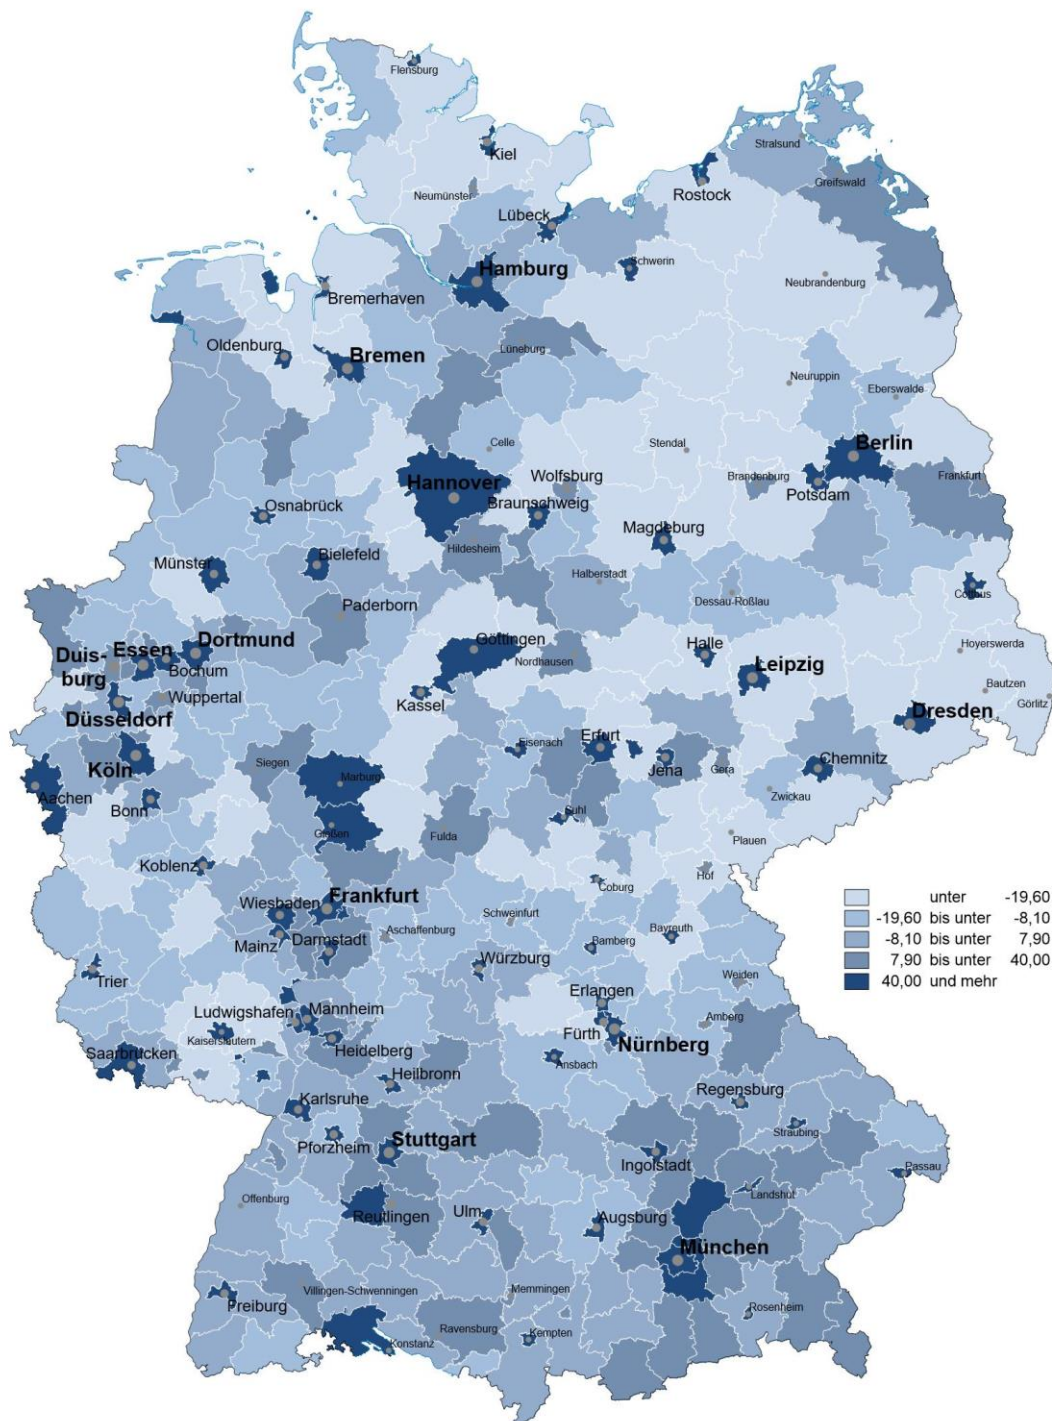 Flensburg
Kiel
Stralsund
Greifswald
Neumünster
Rostock
Lübeck
Schwerin
Hamburg
Neubrandenburg
Bremerhaven
Oldenburg
Bremen
Lüneburg
Neuruppin
Eberswalde
Celle
Stendal
Berlin
Hannover
Wolfsburg
Brandenburg
Frankfurt
Potsdam
Braunschweig
Osnabrück
Magdeburg
Hildesheim
Bielefeld
Münster
Halberstadt
Cottbus
Dessau-Roßlau
Paderborn
Dortmund
Göttingen
Halle
Hoyerswerda
Duis-
burg
Essen
Bochum
Nordhausen
Leipzig
Bautzen
Wuppertal
Görlitz
Kassel
Düsseldorf
Dresden
Erfurt
Eisenach
Chemnitz
Köln
Siegen
Jena
Gera
Marburg
Aachen
Zwickau
Bonn
Suhl
Gießen
Fulda
Plauen
Koblenz
Hof
Coburg
Frankfurt
Wiesbaden
Schweinfurt
Mainz
Darmstadt
Aschaffenburg
Bamberg
Bayreuth
Würzburg
Trier
Weiden
Erlangen
Ludwigshafen
Mannheim
Amberg
Fürth
Kaiserslautern
Nürnberg
Saarbrücken
Heidelberg
Ansbach
Heilbronn
Regensburg
Karlsruhe
Straubing
Pforzheim
Stuttgart
Ingolstadt
Passau
Offenburg
Landshut
Reutlingen
Ulm
Augsburg
München
Villingen-Schwenningen
Memmingen
Freiburg
Rosenheim
Ravensburg
Kempten
Konstanz
unter -19,60
-19,60 bis unter -8,10
-8,10 bis unter 7,90
7,90 bis unter 40,00
40,00 und mehr